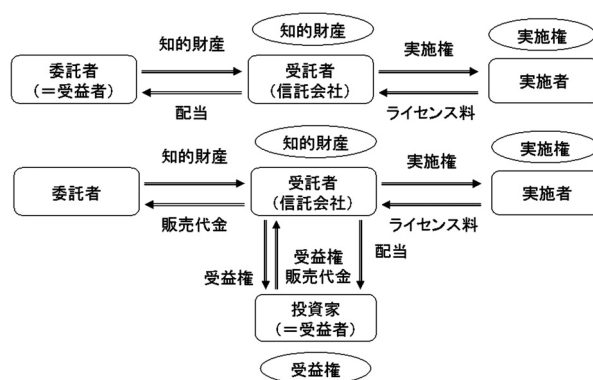 知的財産
知的財産
実施権
実施権
委託者
（＝受益者）
受託者
（信託会社）
実施者
配当
ライセンス料
知的財産
知的財産
実施権
実施権
委託者
受託者
（信託会社）
実施者
販売代金
ライセンス料
受益権
受益権
販売代金
配当
投資家
（＝受益者）
受益権